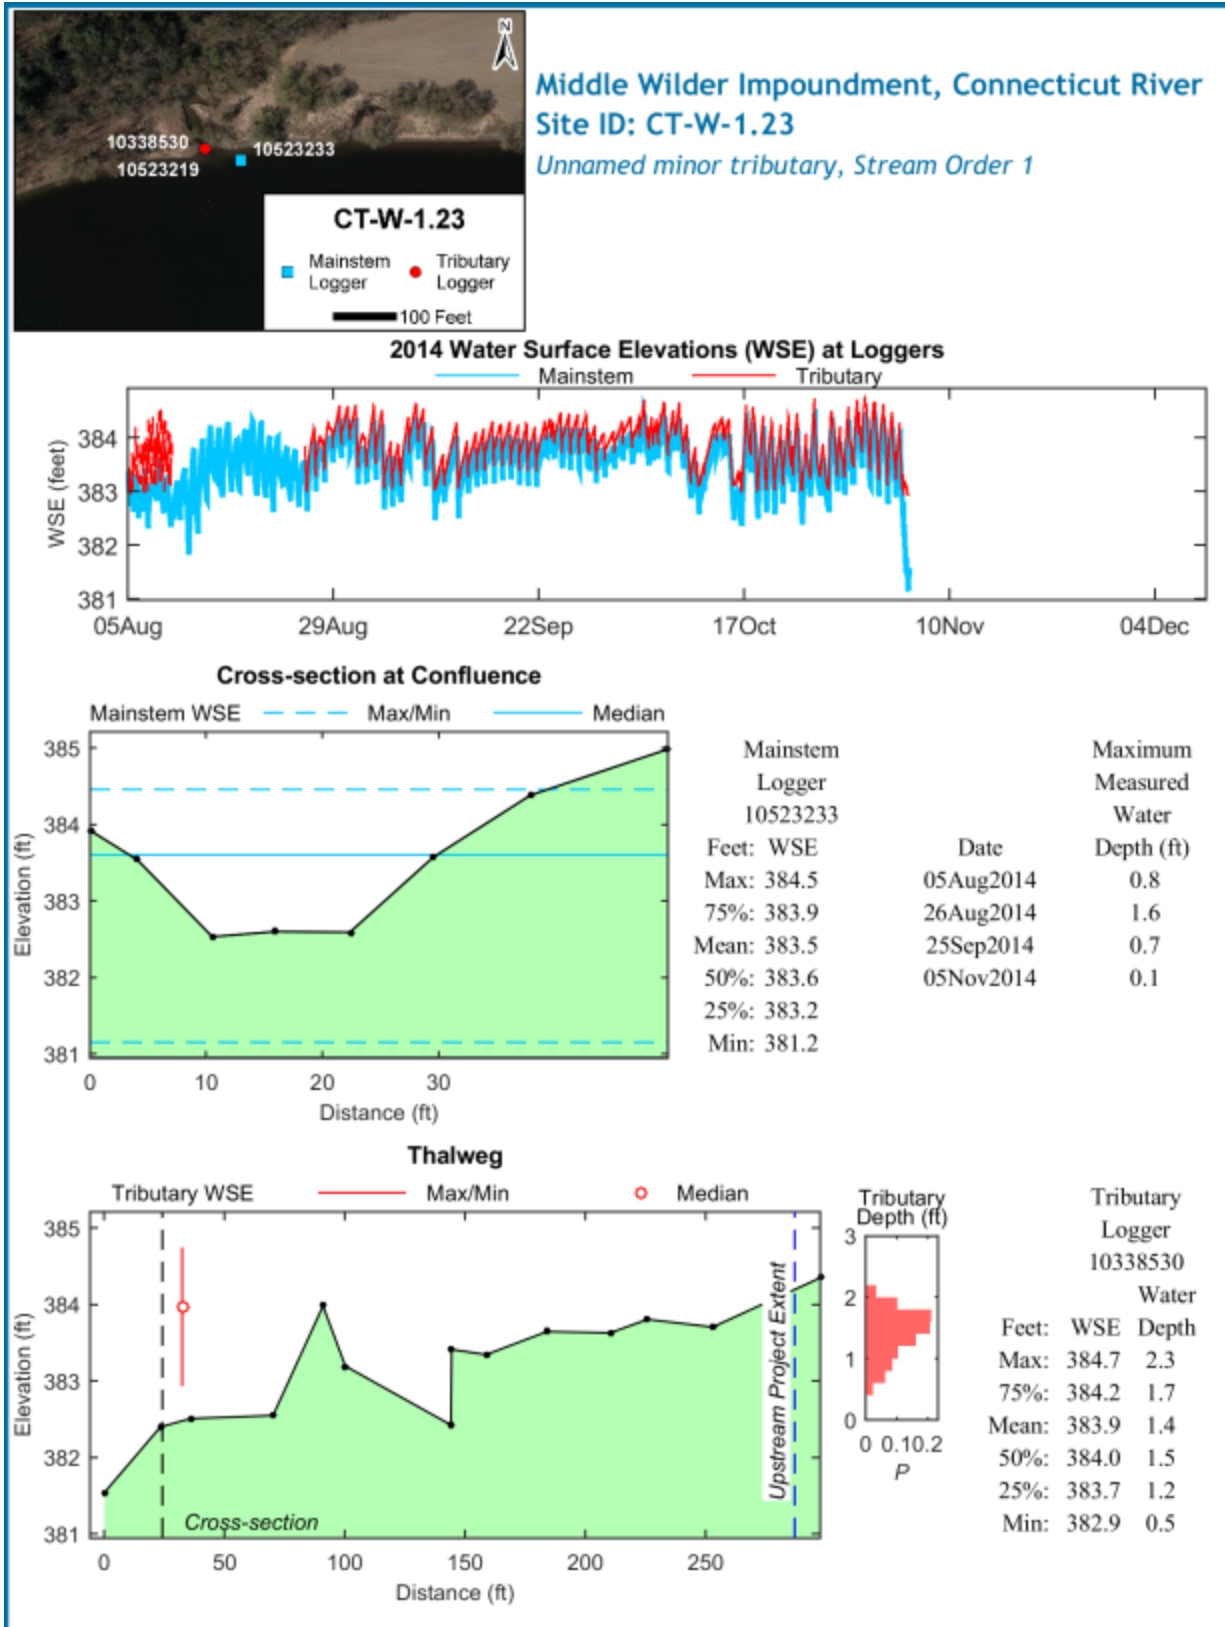 N
10338530
10523233
10523219
CT-W-1.23
Mainstem Logger
Tributary Logger
100 Feet
Middle Wilder Impoundment, Connecticut River
Site ID: CT-W-1.23
Unnamed minor tributary, Stream Order 1
2014 Water Surface Elevations (WSE) at Loggers
Mainstem Tributary
WSE (feet)
384
383
382
381
05Aug 29Aug 22Sep 17Oct 10Nov 04Dec
Cross-section at Confluence
Mainstem WSE Max/Min Median
Elevation (ft)
385
384
383
382
381
0 10 20 30
Distance (ft)
Mainstem
Logger
10523233
Feet: WSE
Max: 384.5
75%: 383.9
Mean: 383.5
50%: 383.6
25%: 383.2
Min: 381.2
Maximum
Measured
Water
Date Depth (ft)
05Aug2014 0.8
26Aug2014 1.6
25Sep2014 0.7
05Nov2014 0.1
Thalweg
Tributary WSE Max/Min Median
Elevation (ft)
385
384
383
382
381
Cross-section
Upstream Project Extent
0 50 100 150 200 250
Distance (ft)
Tributary
Depth (ft)
3
2
1
0
0 0.1 0.2
P
Tributary
Logger
10338530
Water
Feet: WSE Depth
Max: 384.7 2.3
75%: 384.2 1.7
Mean: 383.9 1.4
50%: 384.0 1.5
25%: 383.7 1.2
Min: 382.9 0.5